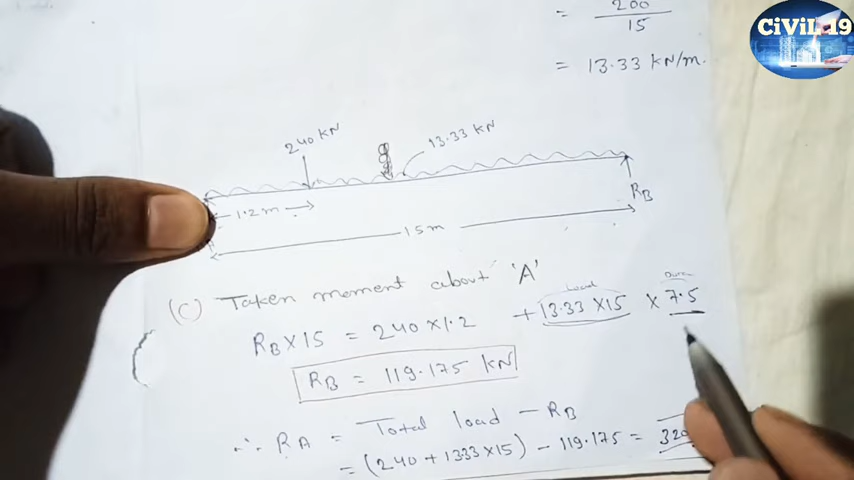 CiViL 19
= 200
15
= 13.33 KN/m.
240 KN
13.33 KN
1.2 m
RB
15 m
(C) Taken moment about 'A'
Load
RB×15 = 240×1.2 + 13.33 ×15 × 7.5
RB = 119.175 KN
∴ RA = Total load - RB
= (240 + 1333×15) - 119.175 = 320